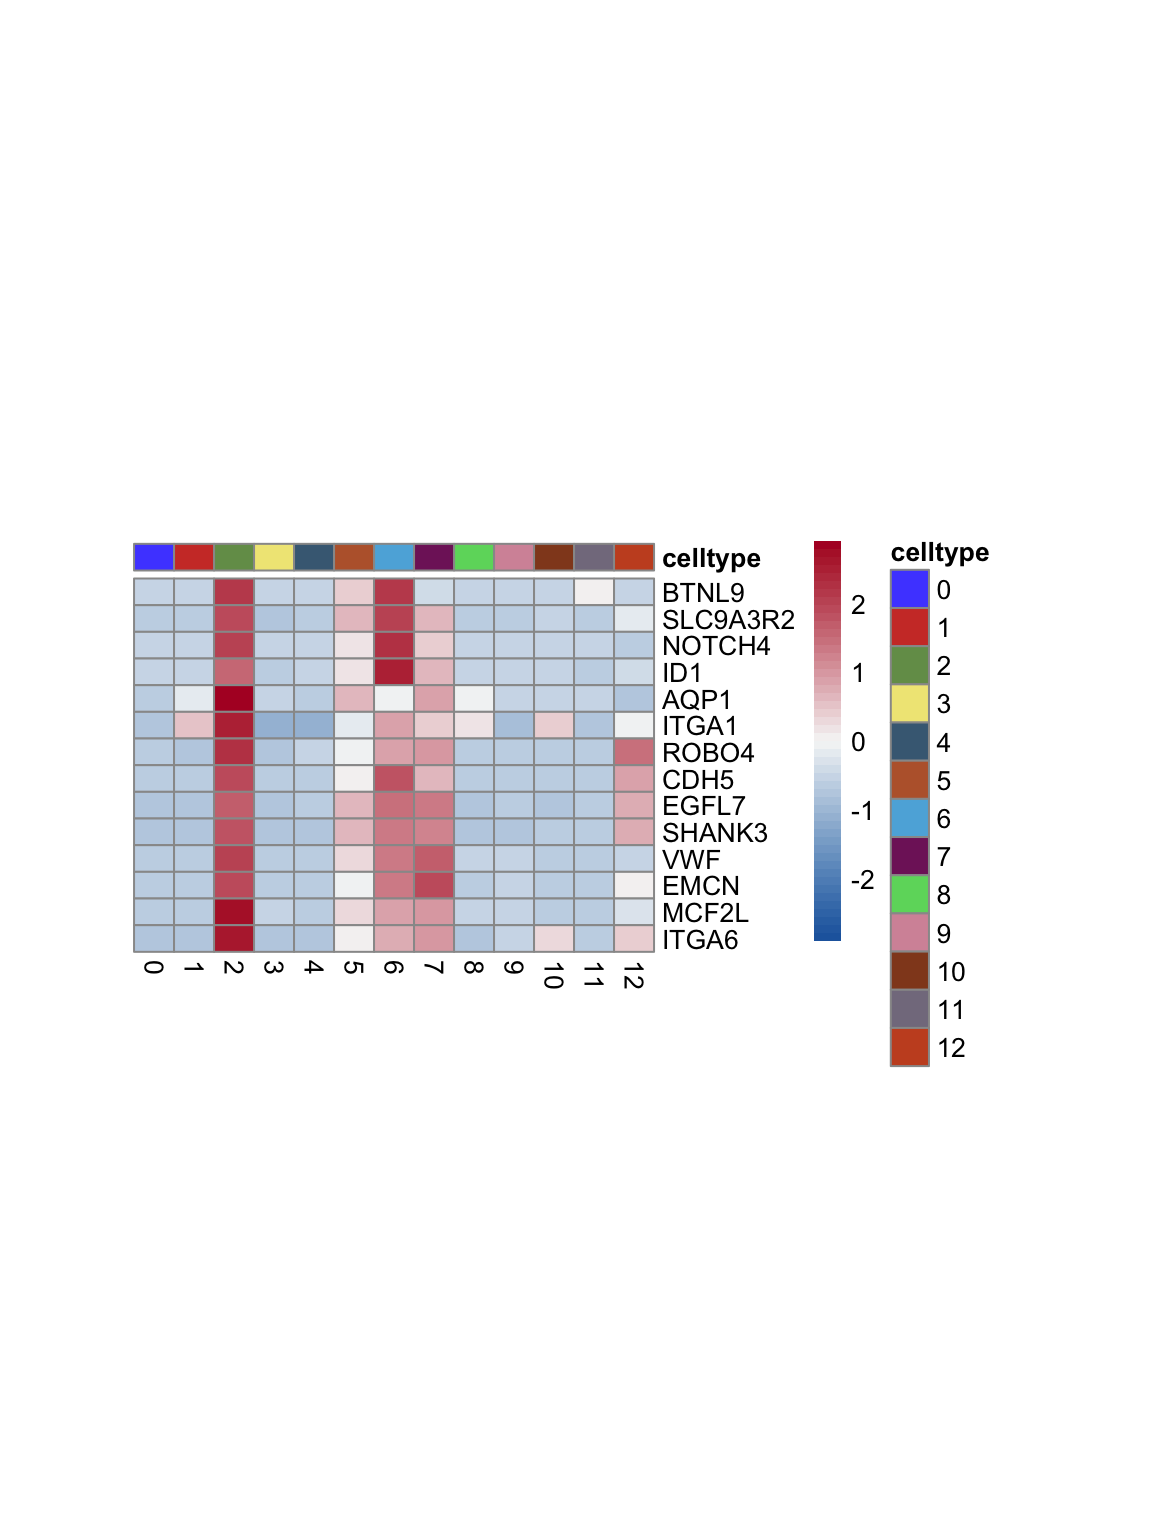 celltype
BTNL9
SLC9A3R2
NOTCH4
ID1
AQP1
ITGA1
ROBO4
CDH5
EGFL7
SHANK3
VWF
EMCN
MCF2L
ITGA6
0 1 2 3 4 5 6 7 8 9 10 11 12
2
1
0
-1
-2
celltype
0
1
2
3
4
5
6
7
8
9
10
11
12